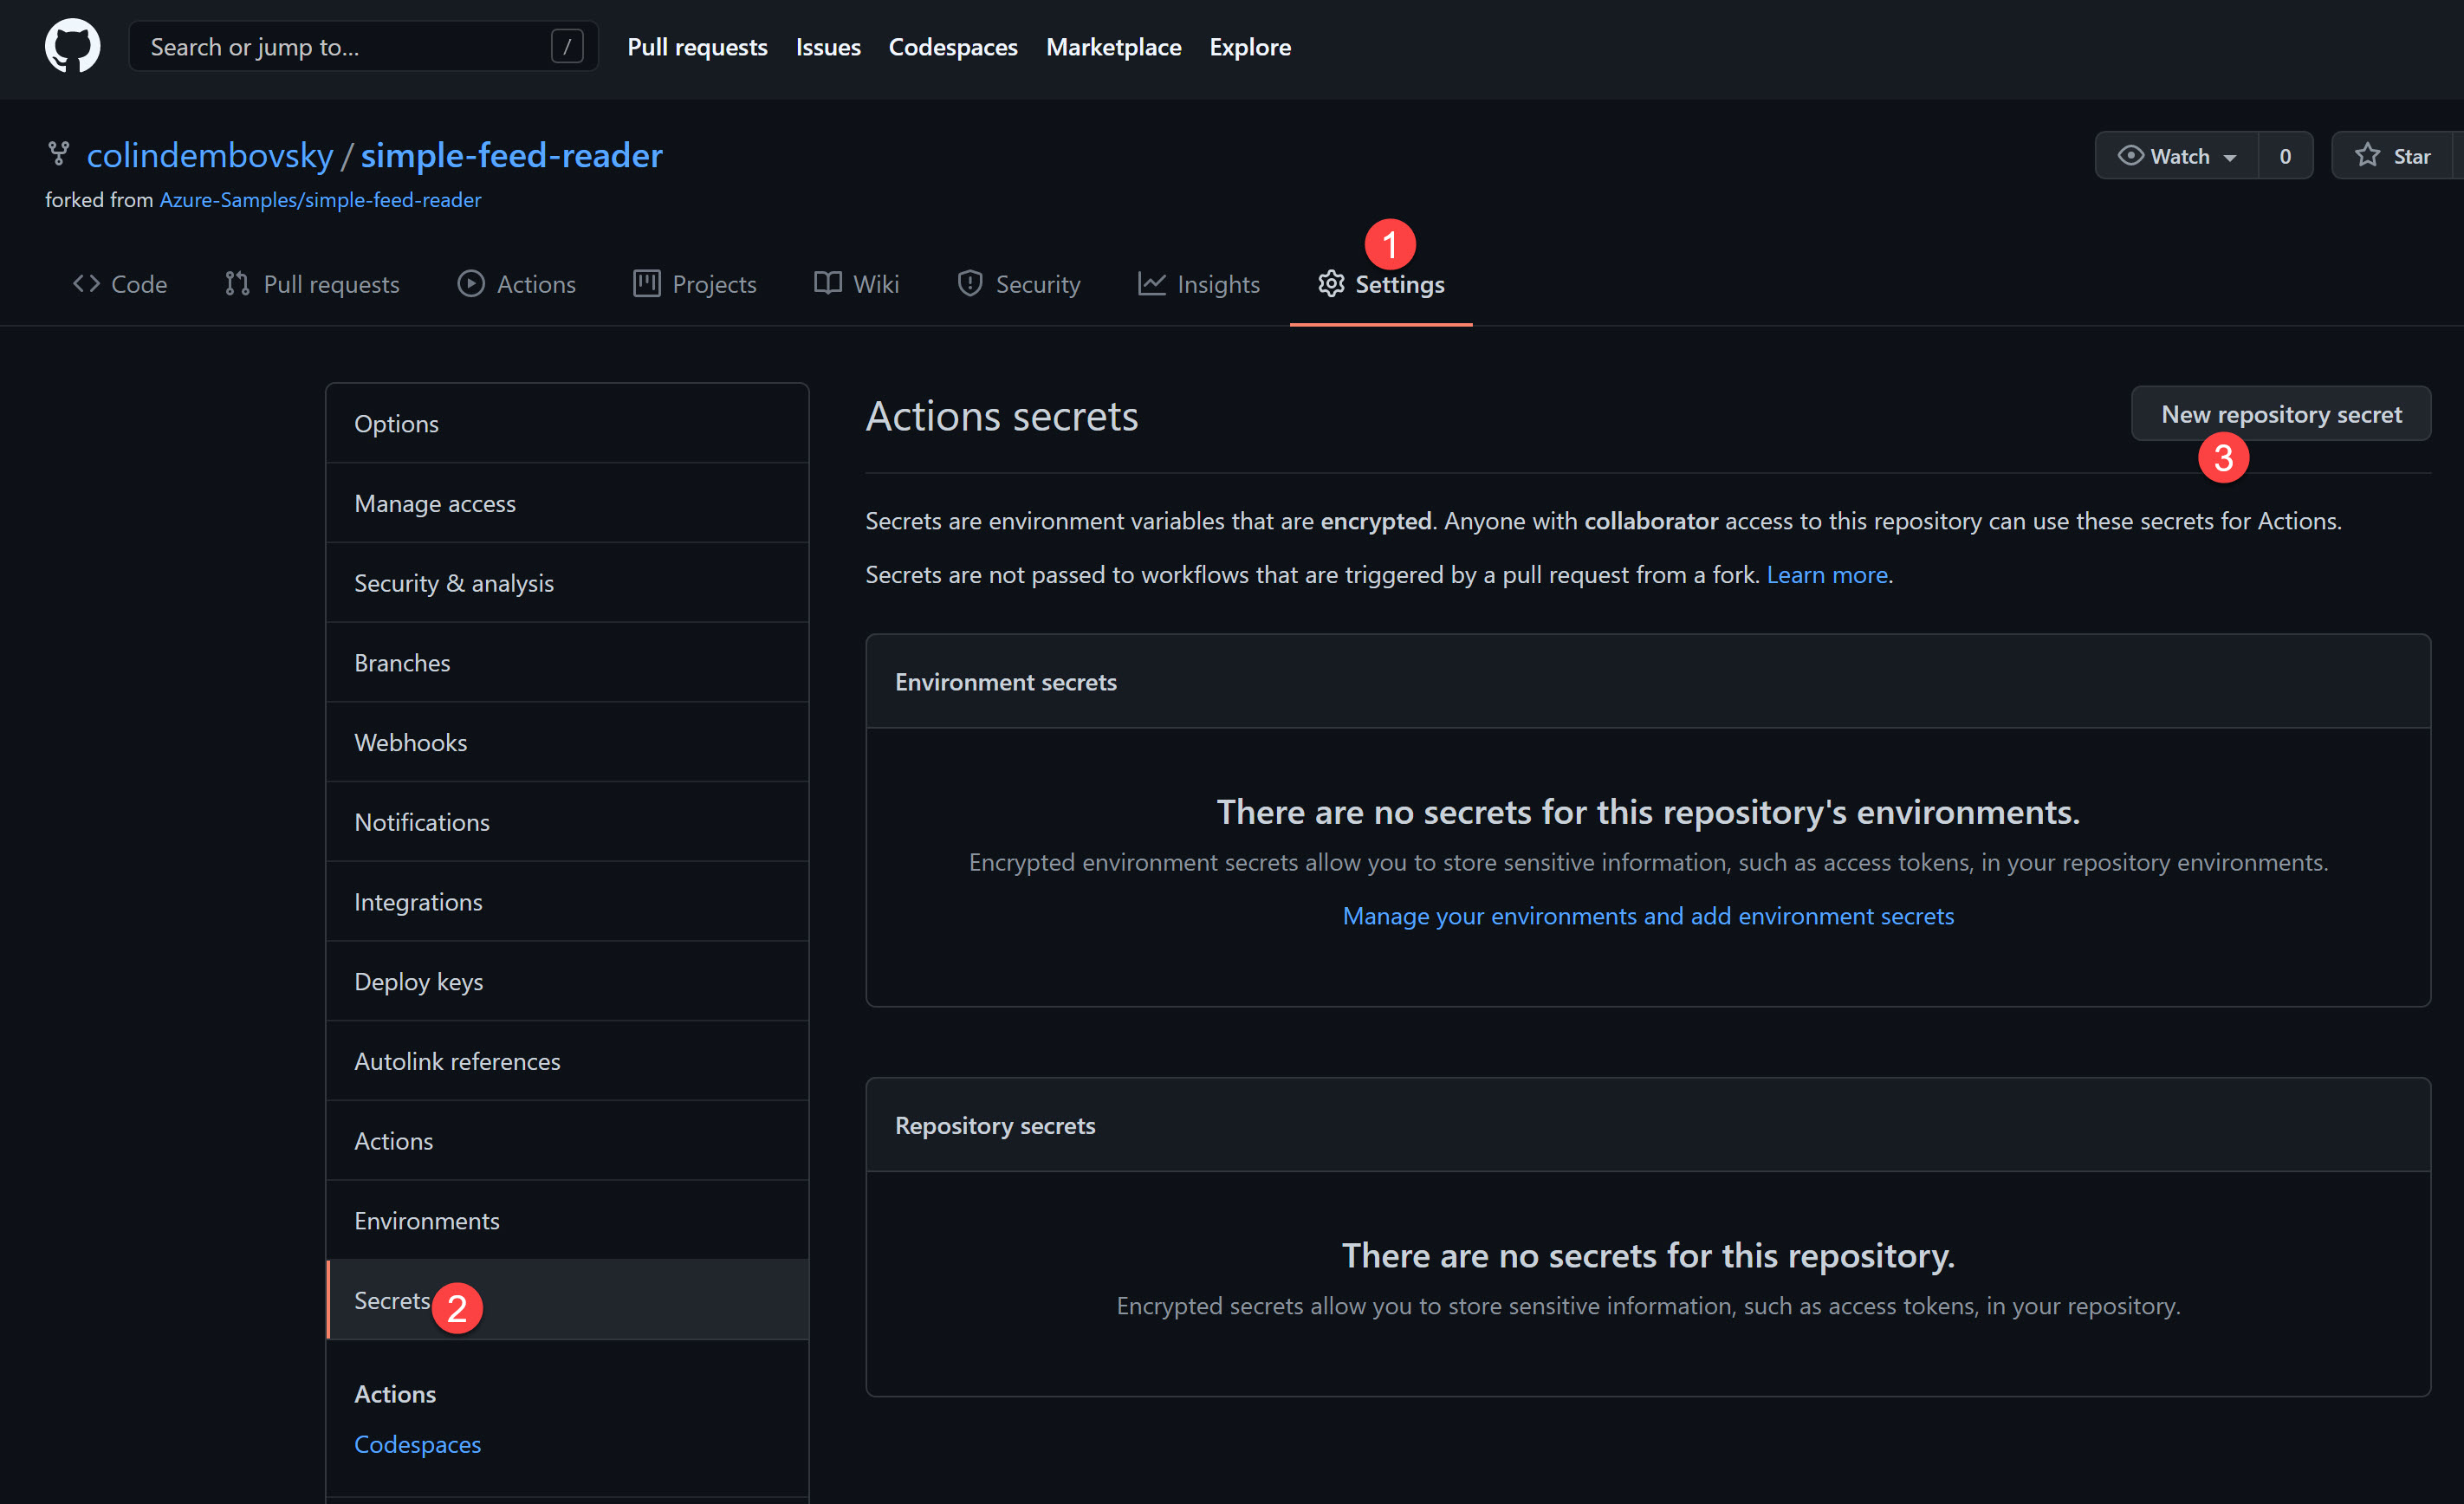 Search or jump to... /
Pull requests Issues Codespaces Marketplace Explore
colindembovsky / simple-feed-reader
Watch 0 Star
forked from Azure-Samples/simple-feed-reader
1
Code Pull requests Actions Projects Wiki Security Insights Settings
Options
Manage access
Security & analysis
Branches
Webhooks
Notifications
Integrations
Deploy keys
Autolink references
Actions
Environments
Secrets 2
Actions
Codespaces
Actions secrets
New repository secret
3
Secrets are environment variables that are encrypted. Anyone with collaborator access to this repository can use these secrets for Actions.
Secrets are not passed to workflows that are triggered by a pull request from a fork. Learn more.
Environment secrets
There are no secrets for this repository's environments.
Encrypted environment secrets allow you to store sensitive information, such as access tokens, in your repository environments.
Manage your environments and add environment secrets
Repository secrets
There are no secrets for this repository.
Encrypted secrets allow you to store sensitive information, such as access tokens, in your repository.